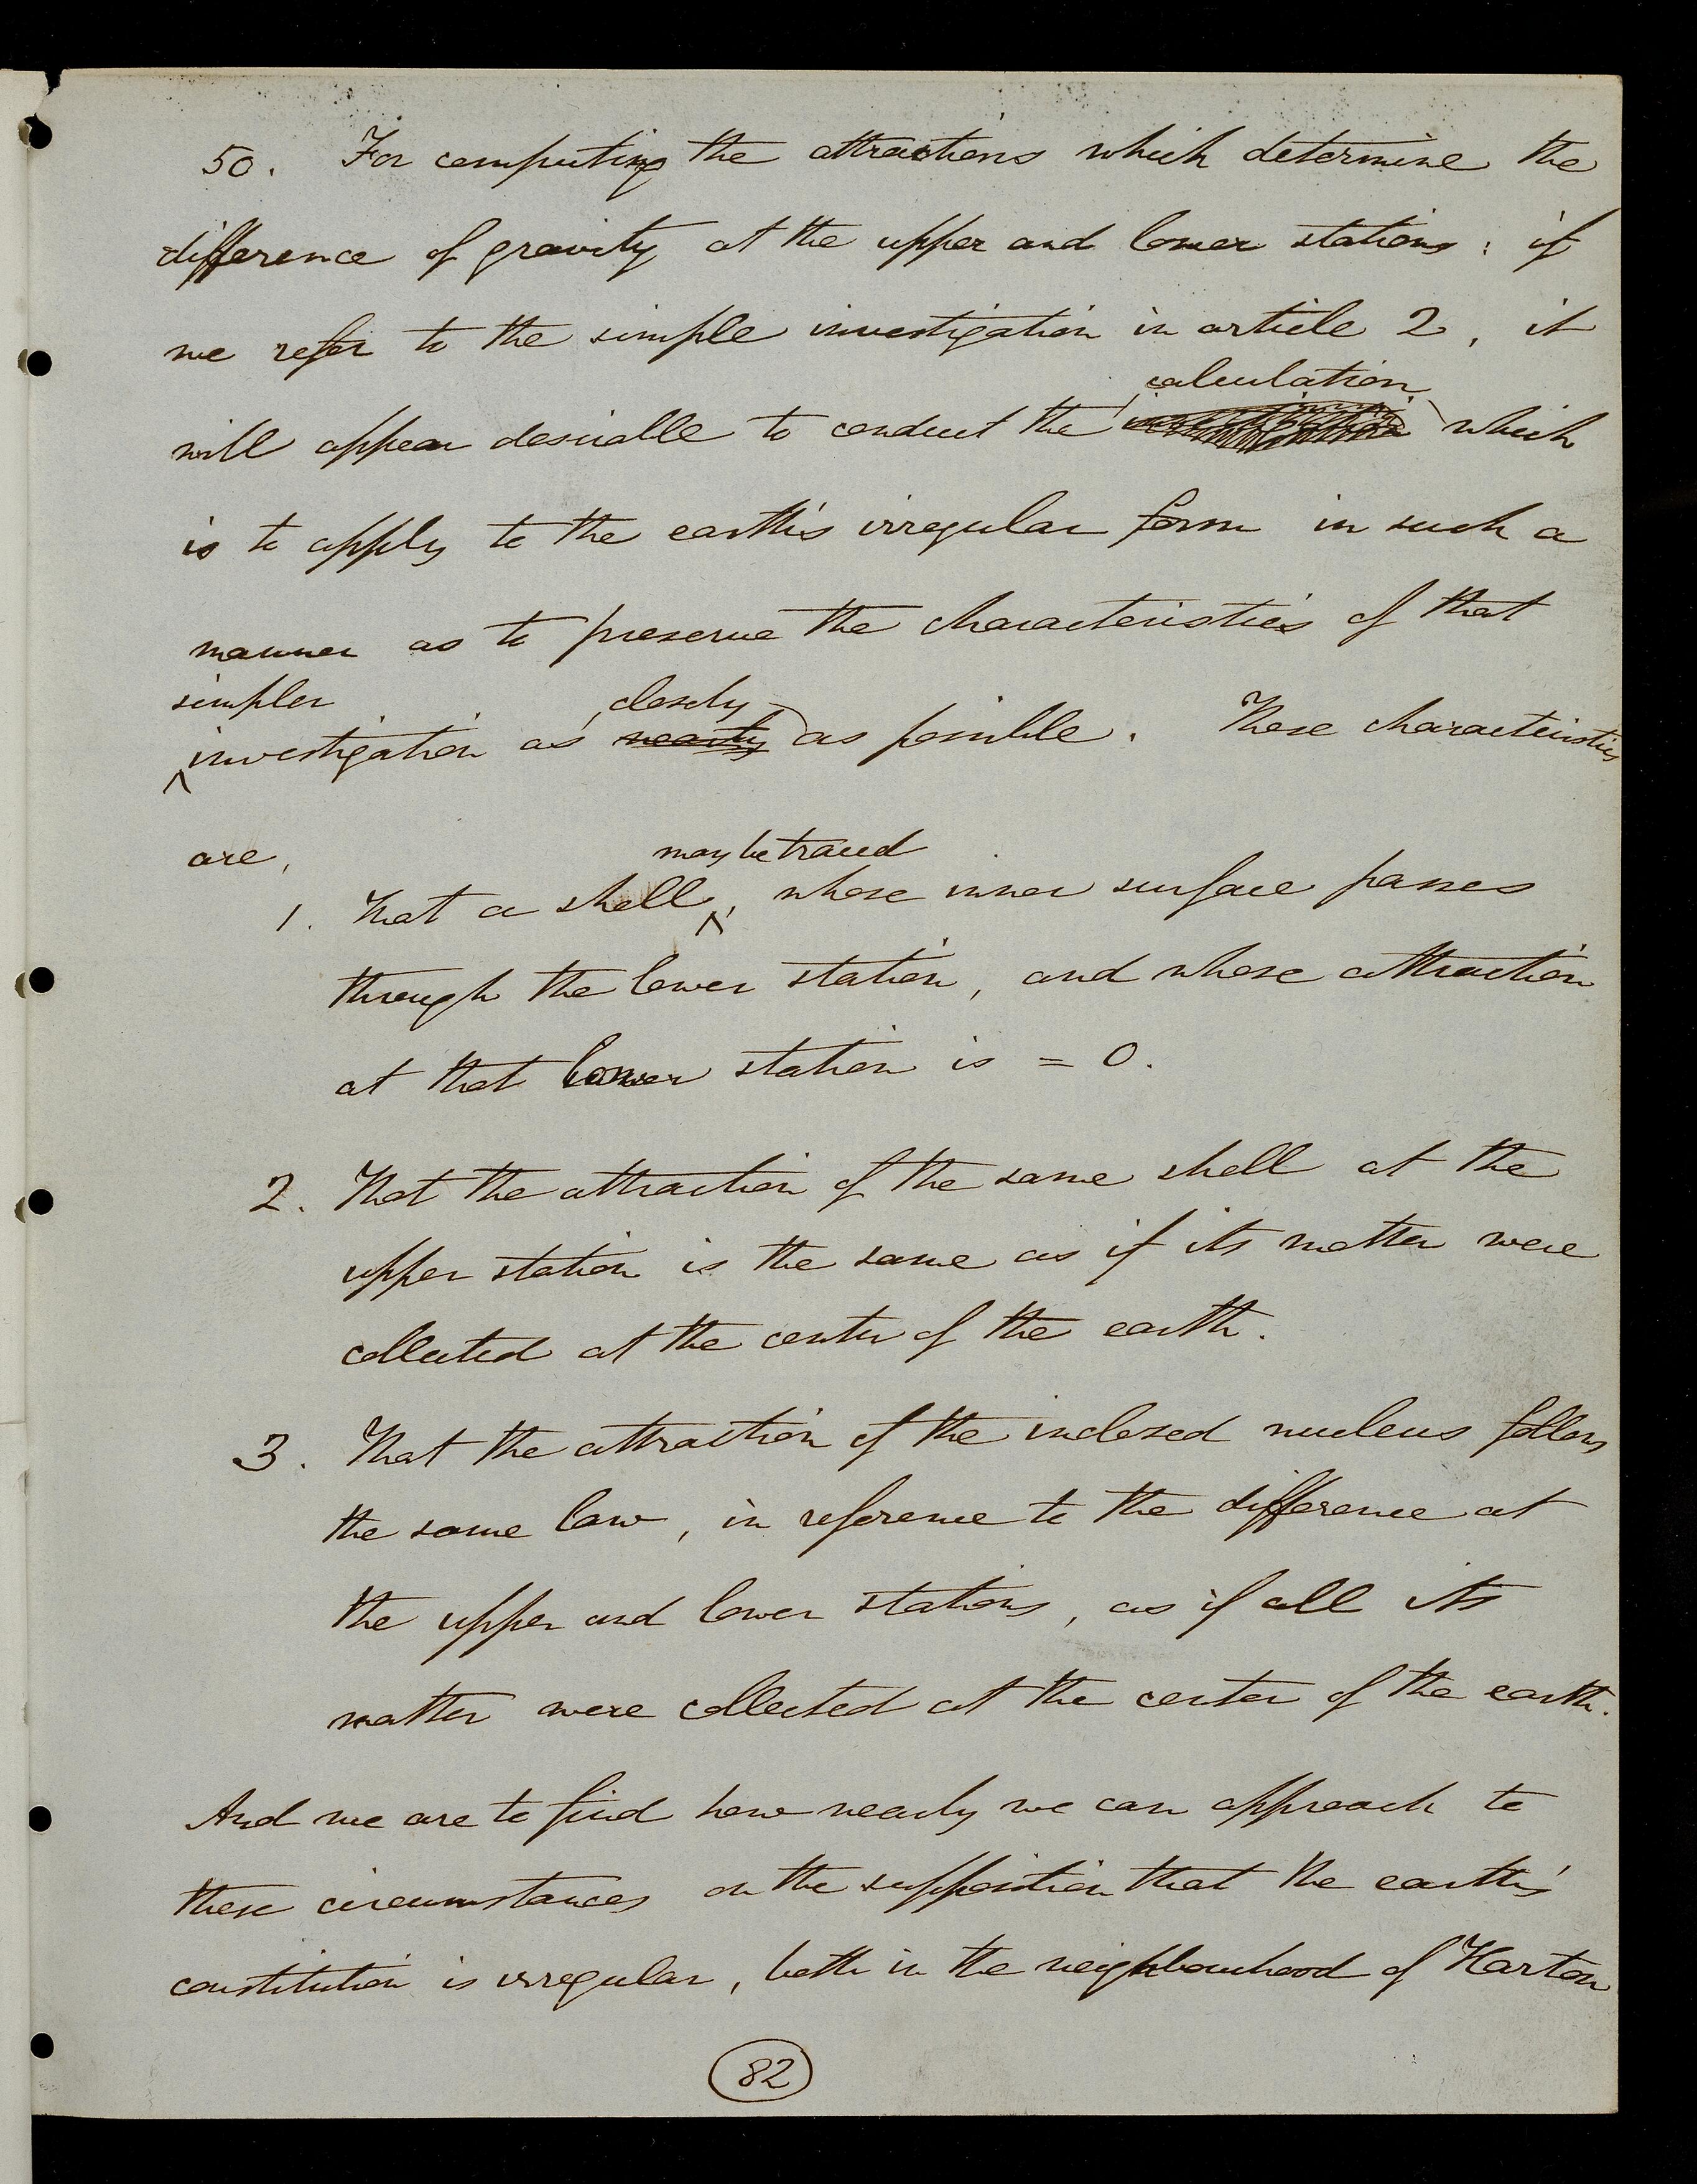 50. For computing the attractions which determine the
difference of gravity at the upper and lower stations: if
we refer to the simple investigation in article 2, it
calculation
will appear desirable to conduct the which
is to apply to the earth's irregular form in such a
manner as to preserve the characteristics of that
simpler closely
investigation as nearly as possible. These characteristics
are,
may be traced
1. That a shell, whose inner surface passes
through the lower station, and whose attraction
at that lower station is = 0.
2. That the attraction of the same shell at the
upper station is the same as if its matter were
collected at the center of the earth.
3. That the attraction of the inclosed nucleus follows
the same law, in reference to the difference at
the upper and lower stations, as if all its
matter were collected at the center of the earth.
And we are to find how nearly we can approach to
these circumstances on the supposition that the earth's
constitution is irregular, both in the neighbourhood of Harton
82